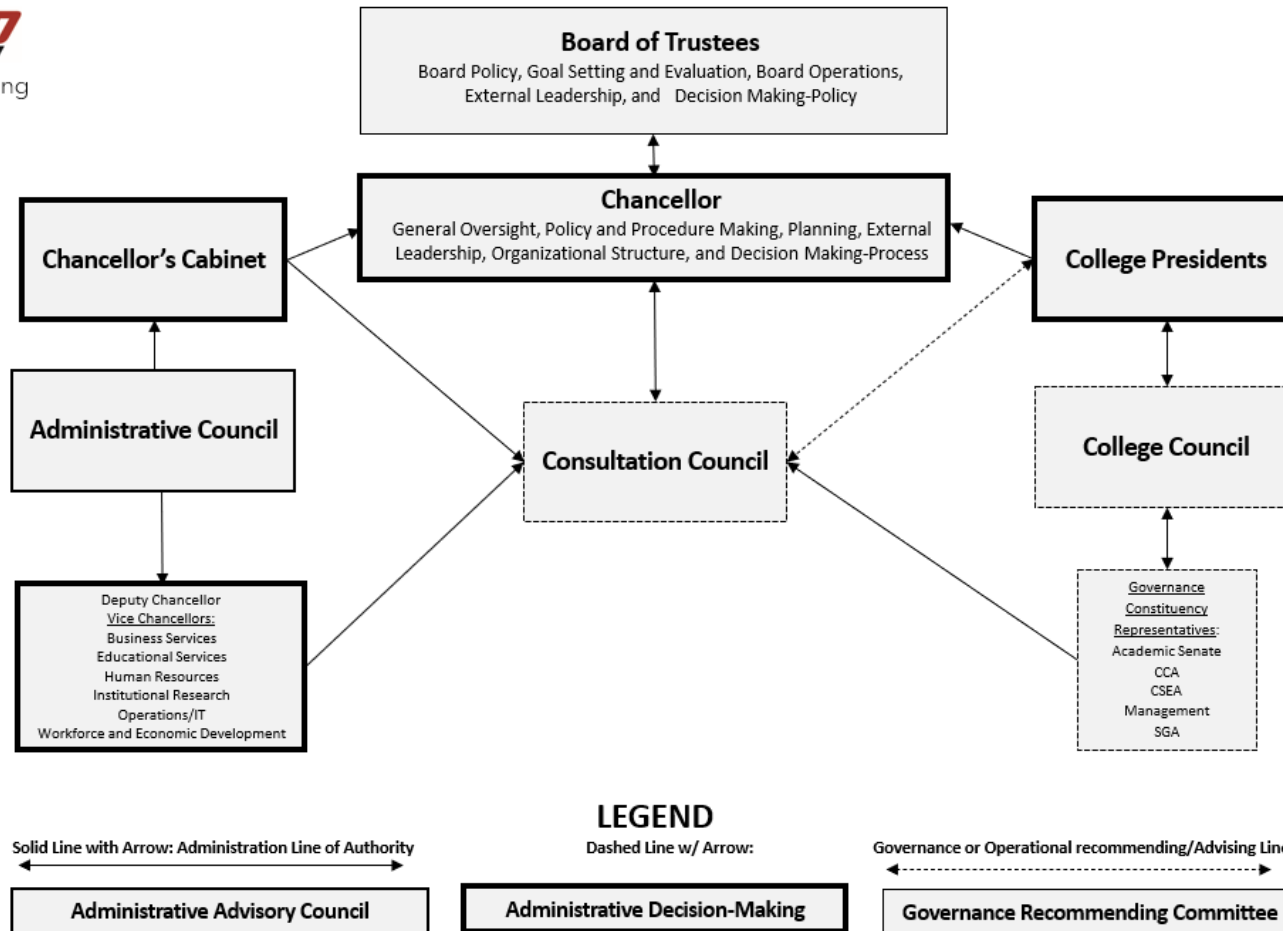 ng
Board of Trustees
Board Policy, Goal Setting and Evaluation, Board Operations,
External Leadership, and Decision Making-Policy
Chancellor
General Oversight, Policy and Procedure Making, Planning, External
Leadership, Organizational Structure, and Decision Making-Process
Chancellor's Cabinet
College Presidents
Administrative Council
Consultation Council
College Council
Deputy Chancellor
Vice Chancellors:
Business Services
Educational Services
Human Resources
Institutional Research
Operations/IT
Workforce and Economic Development
Governance
Constituency
Representatives:
Academic Senate
CCA
CSEA
Management
SGA
LEGEND
Solid Line with Arrow: Administration Line of Authority
Dashed Line w/ Arrow:
Governance or Operational recommending/Advising Line
Administrative Advisory Council
Administrative Decision-Making
Governance Recommending Committee